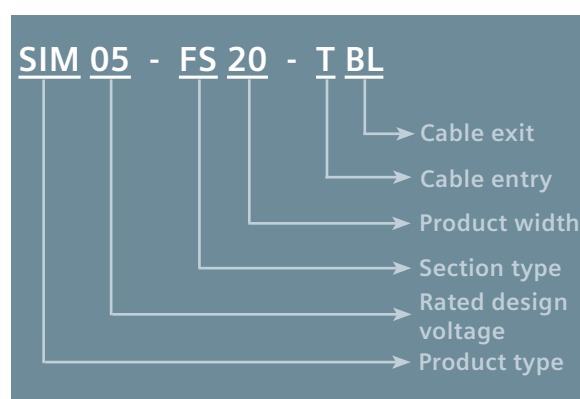 SIM 05 - FS 20 - T BL
Cable exit
Cable entry
Product width
Section type
Rated design
voltage
Product type